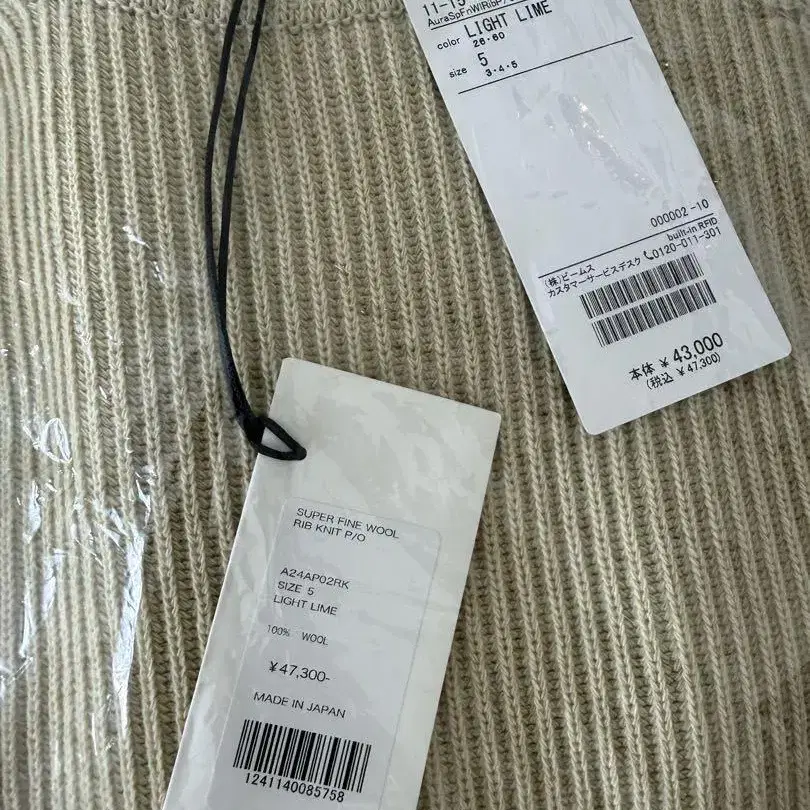 11-15
AuraSpFnWlRibP/
color LIGHT LIME
26·60
size 5
3·4·5
000002 -10
built-in RFID
(株)ビームス
カスタマーサービスデスク 0120-011-301
本体 ¥ 43,000
(税込 ¥ 47,300)
SUPER FINE WOOL
RIB KNIT P/O
A24AP02RK
SIZE 5
LIGHT LIME
100% WOOL
¥47,300-
MADE IN JAPAN
1241140085758